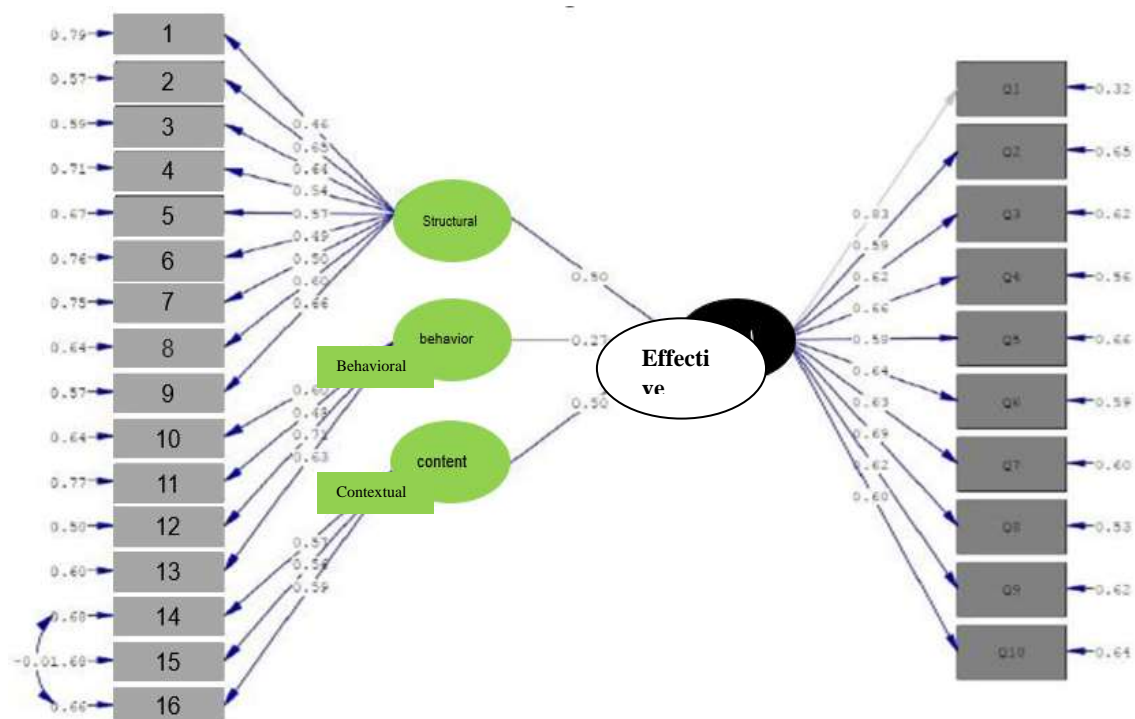 0.79 1
0.57 2
0.59 3
0.71 4
0.67 5
0.76 6
0.75 7
0.64 8
0.57 9
0.64 10
0.77 11
0.50 12
0.60 13
0.68 14
-0.01.68 15
0.66 16
0.46
0.65
0.64
0.54
0.57
0.49
0.50
0.60
0.66
0.60
0.71
0.63
0.57
0.56
0.59
Structural
behavior
Behavioral
content
Contextual
0.50
0.27
0.50
Effecti
ve
0.83
0.59
0.62
0.66
0.58
0.64
0.63
0.69
0.62
0.60
Q1 0.32
Q2 0.65
Q3 0.62
Q4 0.56
Q5 0.66
Q6 0.59
Q7 0.60
Q8 0.53
Q9 0.62
Q10 0.64